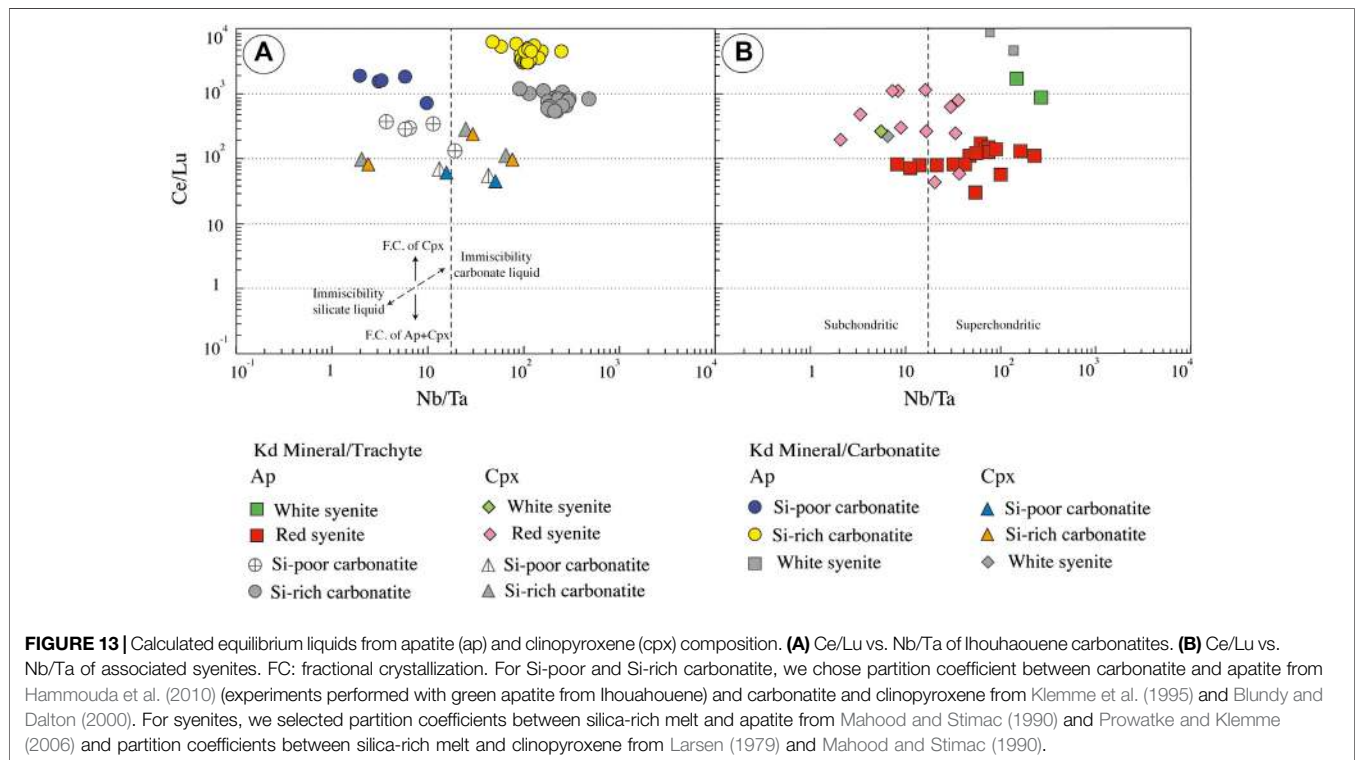 A
B
10^4
10^3
10^2
10
1
10^-1
Ce/Lu
F.C. of Cpx
Immiscibility
carbonate liquid
Immiscibility
silicate liquid
F.C. of Ap+Cpx
Subchondritic
Superchondritic
10^-1
1
10
10^2
10^3
10^4
1
10
10^2
10^3
10^4
Nb/Ta
Nb/Ta
Kd Mineral/Trachyte
Ap
Cpx
White syenite
White syenite
Red syenite
Red syenite
Si-poor carbonatite
Si-poor carbonatite
Si-rich carbonatite
Si-rich carbonatite
Kd Mineral/Carbonatite
Ap
Cpx
Si-poor carbonatite
Si-poor carbonatite
Si-rich carbonatite
Si-rich carbonatite
White syenite
White syenite
FIGURE 13 | Calculated equilibrium liquids from apatite (ap) and clinopyroxene (cpx) composition. (A) Ce/Lu vs. Nb/Ta of Ihouhaouene carbonatites. (B) Ce/Lu vs.
Nb/Ta of associated syenites. FC: fractional crystallization. For Si-poor and Si-rich carbonatite, we chose partition coefficient between carbonatite and apatite from
Hammouda et al. (2010) (experiments performed with green apatite from Ihouahouene) and carbonatite and clinopyroxene from Klemme et al. (1995) and Blundy and
Dalton (2000). For syenites, we selected partition coefficients between silica-rich melt and apatite from Mahood and Stimac (1990) and Prowatke and Klemme
(2006) and partition coefficients between silica-rich melt and clinopyroxene from Larsen (1979) and Mahood and Stimac (1990).